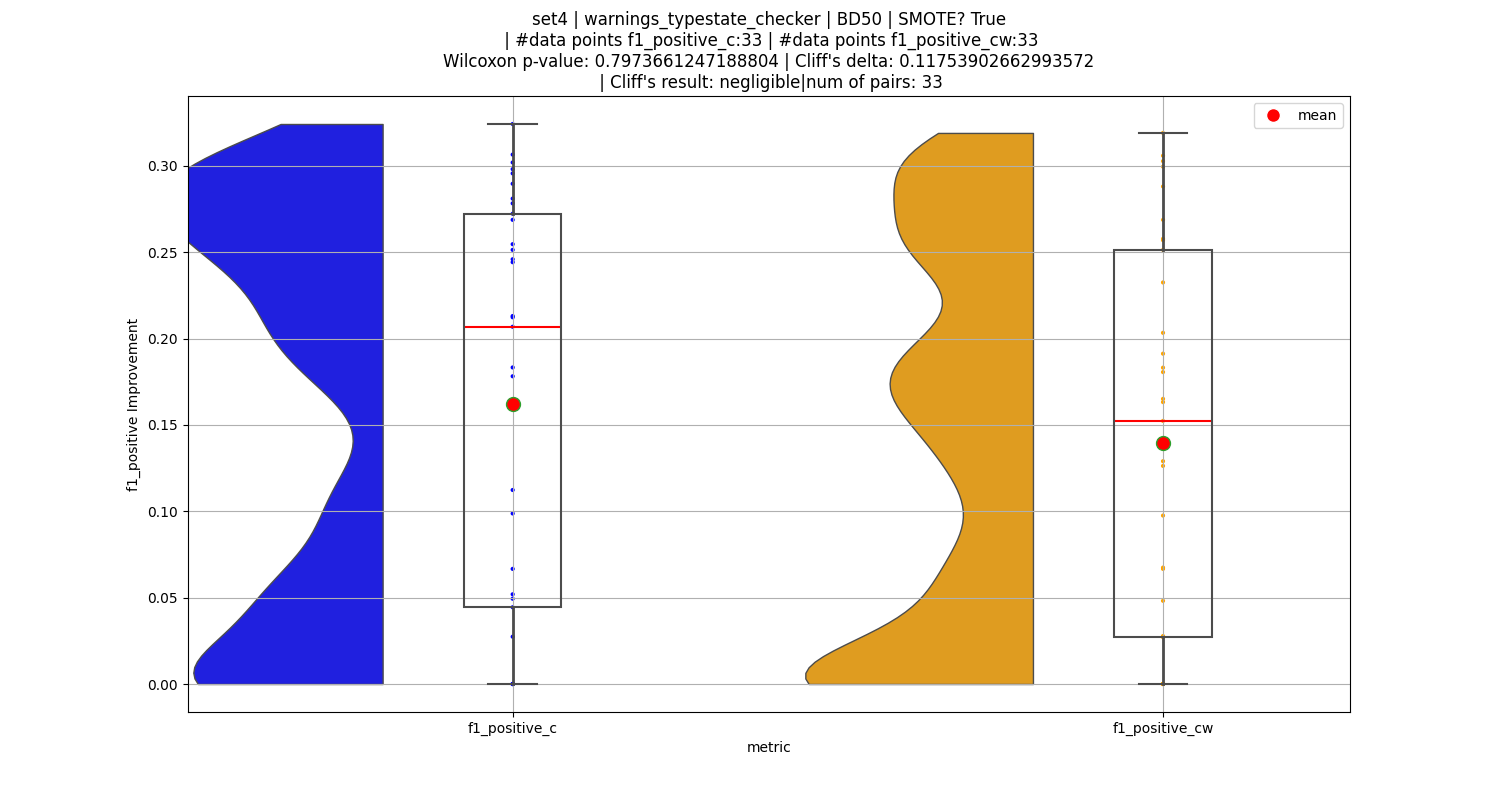 set4 | warnings_typestate_checker | BD50 | SMOTE? True
| #data points f1_positive_c:33 | #data points f1_positive_cw:33
Wilcoxon p-value: 0.7973661247188804 | Cliff's delta: 0.11753902662993572
| Cliff's result: negligible|num of pairs: 33
mean
0.30
0.25
0.20
0.15
0.10
0.05
0.00
f1_positive Improvement
f1_positive_c
f1_positive_cw
metric